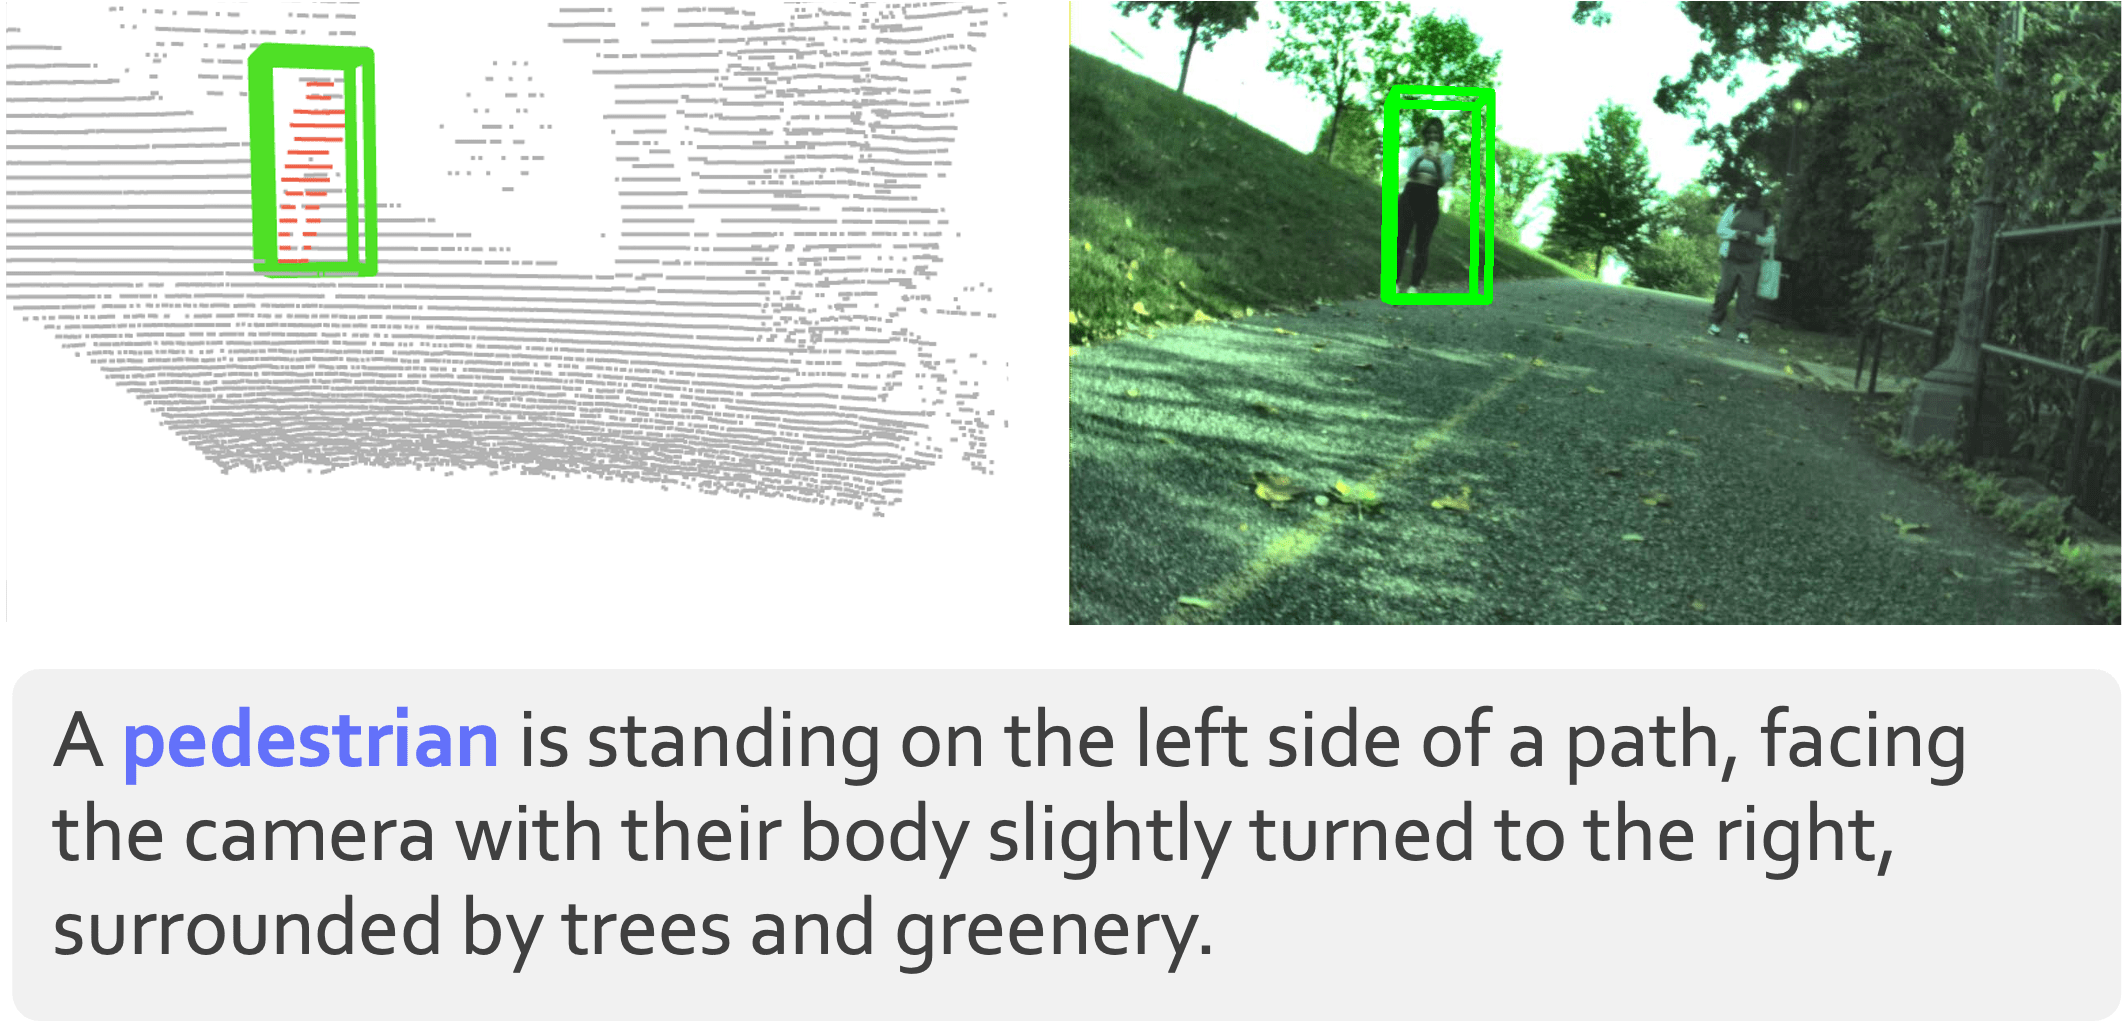 A pedestrian is standing on the left side of a path, facing
the camera with their body slightly turned to the right,
surrounded by trees and greenery.